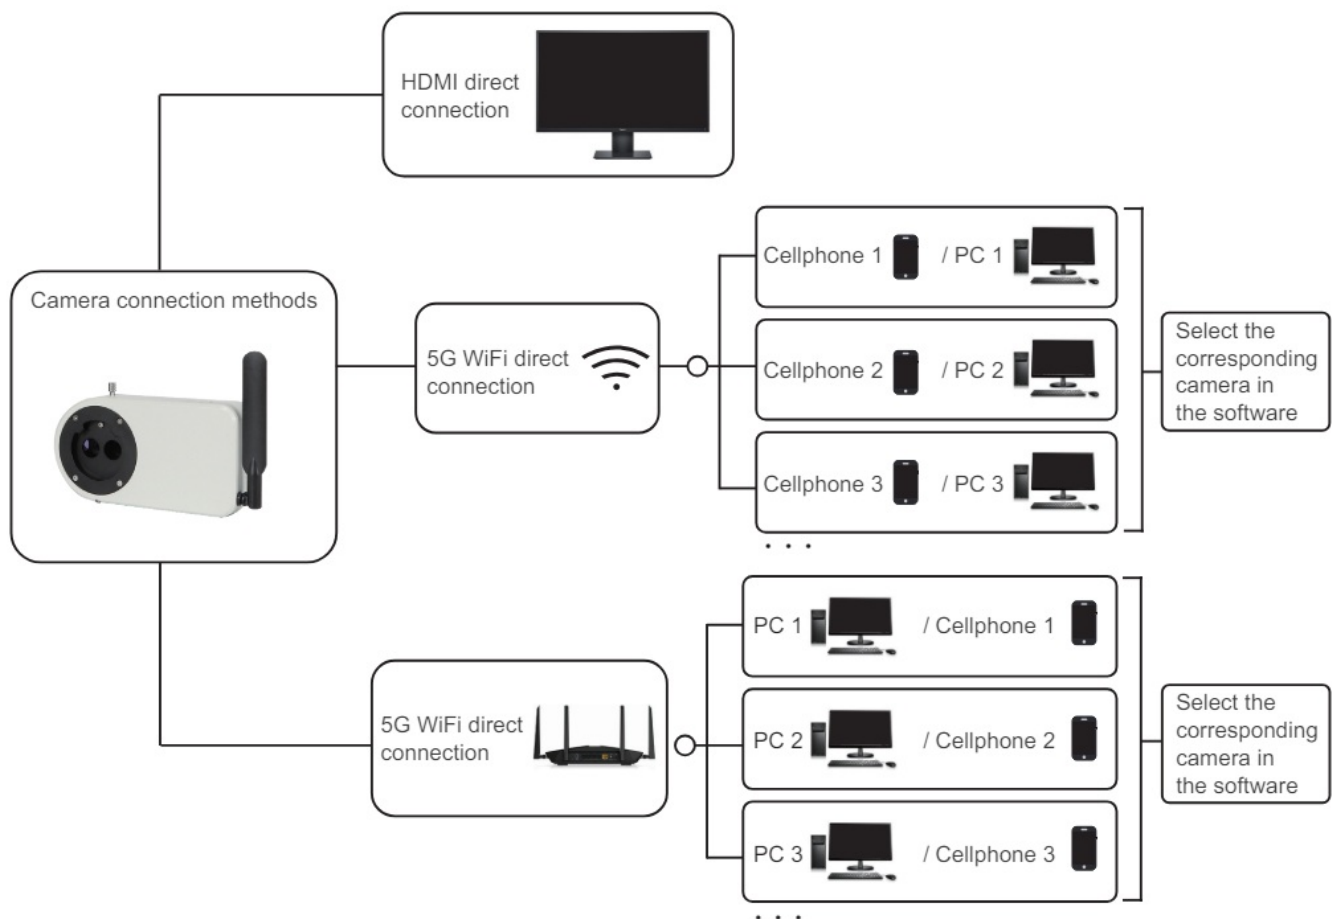 HDMI direct
connection
Camera connection methods
5G WiFi direct
connection
Cellphone 1 / PC 1
Cellphone 2 / PC 2
Cellphone 3 / PC 3
. . .
Select the
corresponding
camera in
the software
5G WiFi direct
connection
PC 1 / Cellphone 1
PC 2 / Cellphone 2
PC 3 / Cellphone 3
. . .
Select the
corresponding
camera in
the software